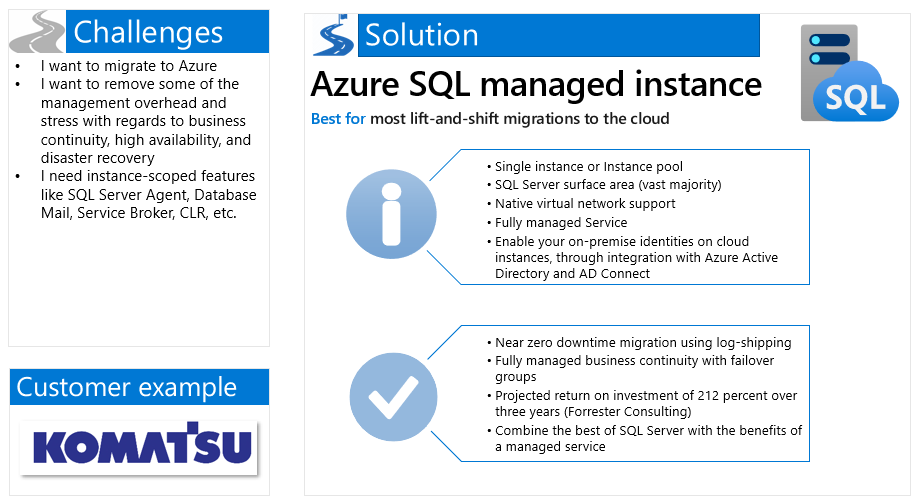 Challenges
• I want to migrate to Azure
• I want to remove some of the
management overhead and
stress with regards to business
continuity, high availability, and
disaster recovery
• I need instance-scoped features
like SQL Server Agent, Database
Mail, Service Broker, CLR, etc.
Customer example
KOMATSU
Solution
Azure SQL managed instance
Best for most lift-and-shift migrations to the cloud
SQL
• Single instance or Instance pool
• SQL Server surface area (vast majority)
• Native virtual network support
• Fully managed Service
• Enable your on-premise identities on cloud
instances, through integration with Azure Active
Directory and AD Connect
• Near zero downtime migration using log-shipping
• Fully managed business continuity with failover
groups
• Projected return on investment of 212 percent over
three years (Forrester Consulting)
• Combine the best of SQL Server with the benefits of
a managed service